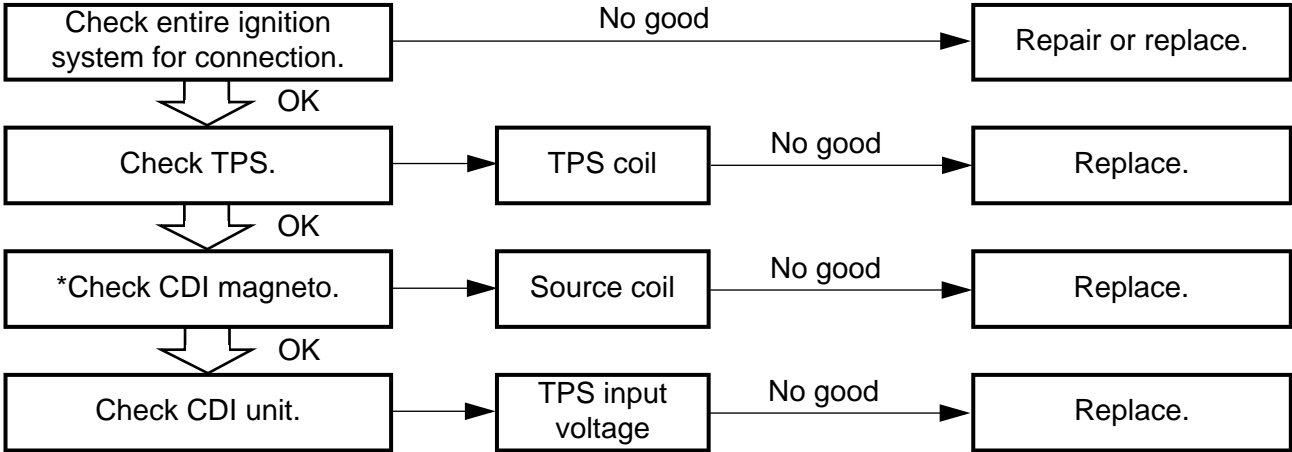 Check entire ignition
system for connection.
No good
Repair or replace.
OK
Check TPS.
TPS coil
No good
Replace.
OK
*Check CDI magneto.
Source coil
No good
Replace.
OK
Check CDI unit.
TPS input
voltage
No good
Replace.